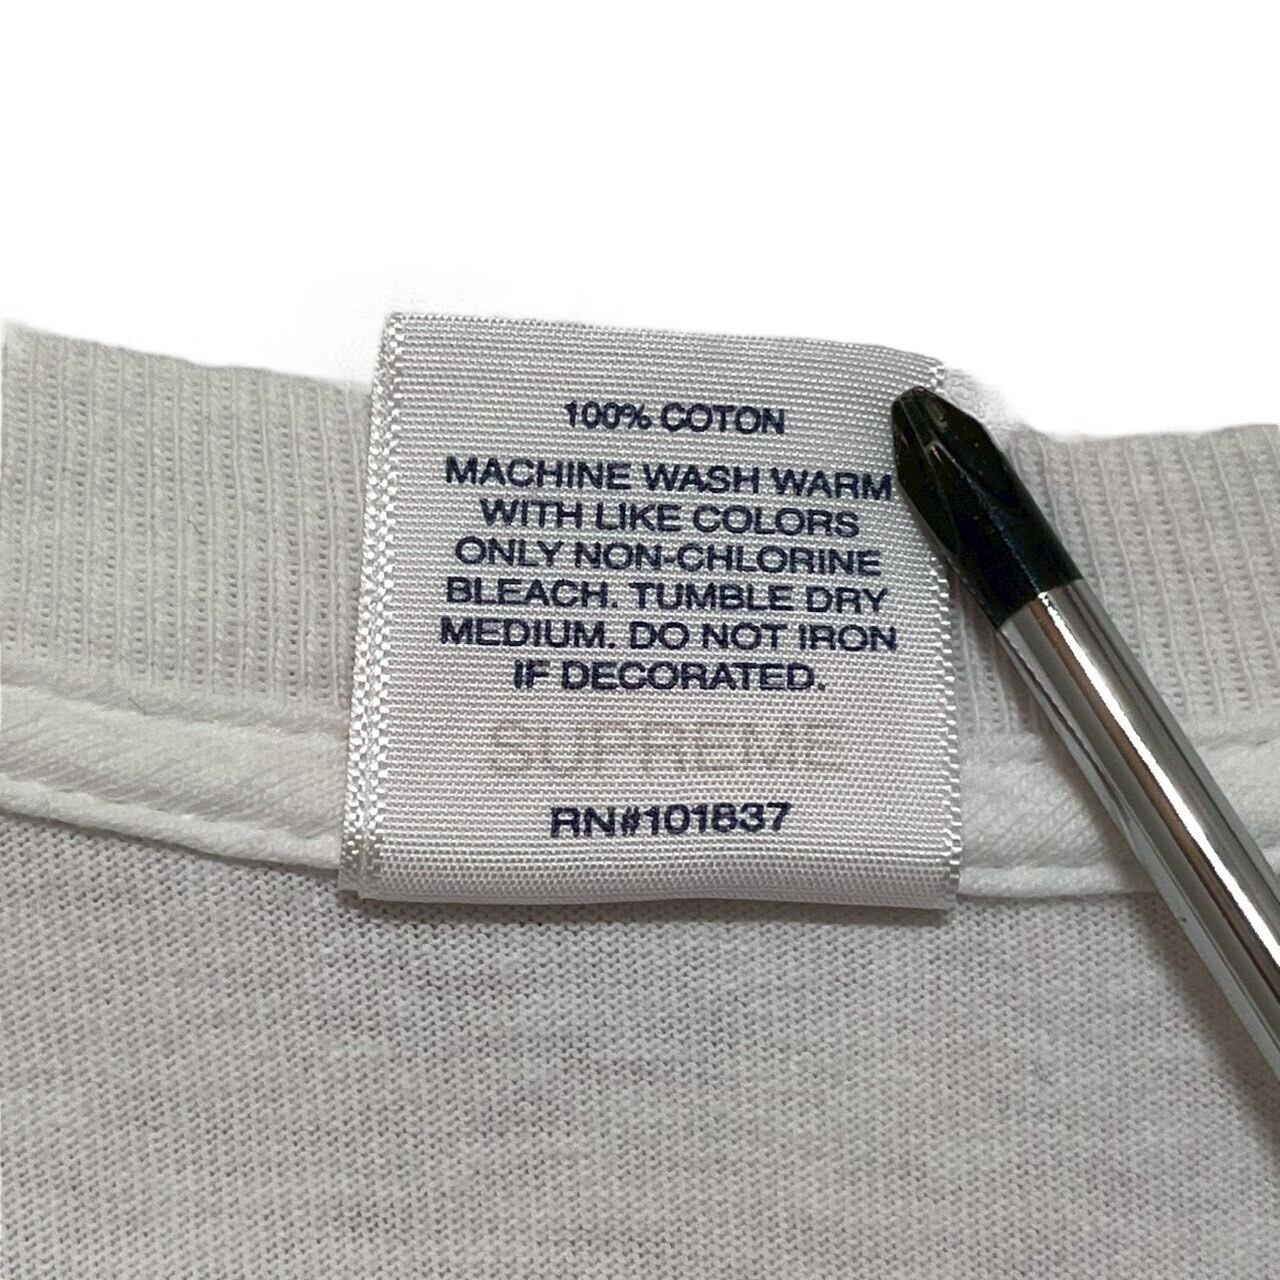 100% COTON
MACHINE WASH WARM
WITH LIKE COLORS
ONLY NON-CHLORINE
BLEACH. TUMBLE DRY
MEDIUM. DO NOT IRON
IF DECORATED.
SUPREME
RN#101837